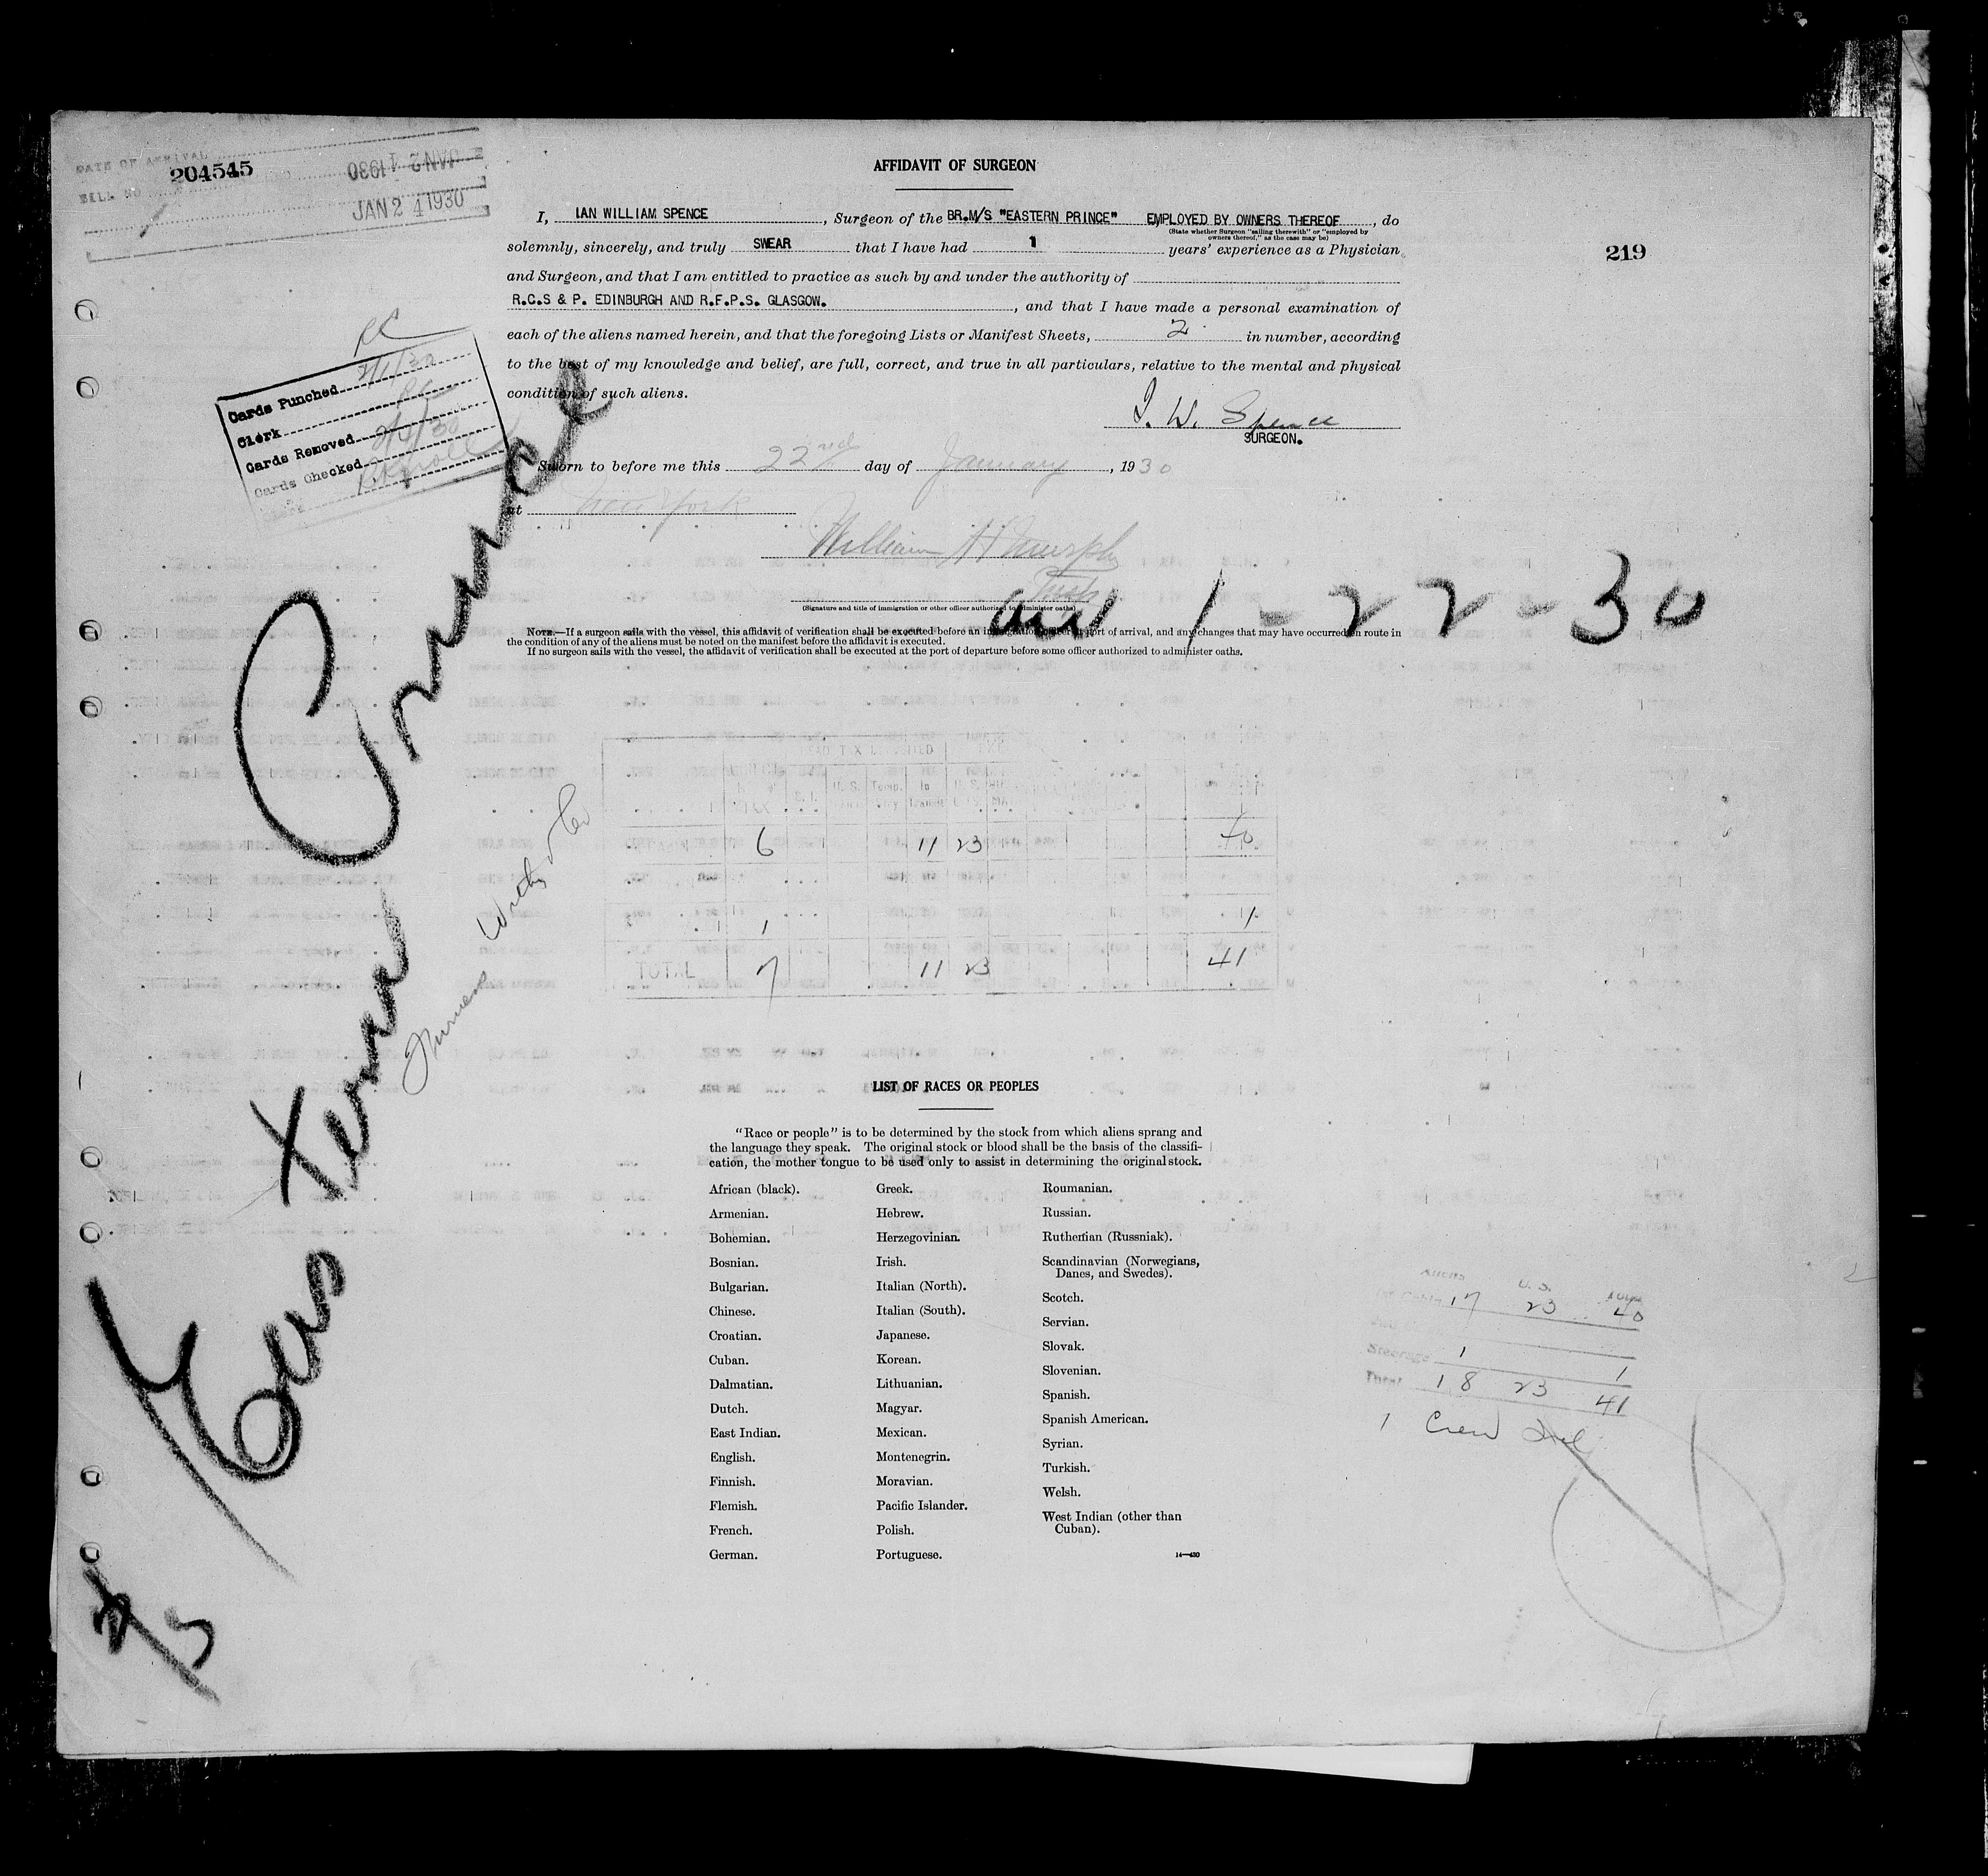 DATE OF ARRIVAL
204545
BILL NO
JAN 2 1 1930
JAN 2 4 1930
AFFIDAVIT OF SURGEON
I, IAN WILLIAM SPENCE, Surgeon of the BR.M/S "EASTERN PRINCE" EMPLOYED BY OWNERS THEREOF, do
(State whether Surgeon "sailing therewith" or "employed by
owners thereof," as the case may be)
solemnly, sincerely, and truly SWEAR that I have had 1 years' experience as a Physician
219
and Surgeon, and that I am entitled to practice as such by and under the authority of
R.C.S & P. EDINBURGH AND R.F.P.S. GLASGOW., and that I have made a personal examination of
each of the aliens named herein, and that the foregoing Lists or Manifest Sheets, 2 in number, according
to the best of my knowledge and belief, are full, correct, and true in all particulars, relative to the mental and physical
condition of such aliens.
I. W. Spence
SURGEON.
Sworn to before me this 22nd day of January, 1930
at New York
William H Murphy
(Signature and title of immigration or other officer authorized to administer oaths)
Cards Punched
Clerk
Cards Removed
Cards Checked
Eastern Prince
Furness Withy & Co
arr 1-22-30
NOTE.—If a surgeon sails with the vessel, this affidavit of verification shall be executed before an immigration officer at port of arrival, and any changes that may have occurred en route in
the condition of any of the aliens must be noted on the manifest before the affidavit is executed.
If no surgeon sails with the vessel, the affidavit of verification shall be executed at the port of departure before some officer authorized to administer oaths.
U. S. Temp. In
6 11 23 40
1 1
TOTAL 7 11 23 41
LIST OF RACES OR PEOPLES
"Race or people" is to be determined by the stock from which aliens sprang and
the language they speak. The original stock or blood shall be the basis of the classifi-
cation, the mother tongue to be used only to assist in determining the original stock.
African (black).
Armenian.
Bohemian.
Bosnian.
Bulgarian.
Chinese.
Croatian.
Cuban.
Dalmatian.
Dutch.
East Indian.
English.
Finnish.
Flemish.
French.
German.
Greek.
Hebrew.
Herzegovinian.
Irish.
Italian (North).
Italian (South).
Japanese.
Korean.
Lithuanian.
Magyar.
Mexican.
Montenegrin.
Moravian.
Pacific Islander.
Polish.
Portuguese.
Roumanian.
Russian.
Ruthenian (Russniak).
Scandinavian (Norwegians,
Danes, and Swedes).
Scotch.
Servian.
Slovak.
Slovenian.
Spanish.
Spanish American.
Syrian.
Turkish.
Welsh.
West Indian (other than
Cuban).
14—430
Aliens U. S. Total
1st Cabin 17 23 40
Steerage 1 1
Total 18 23 41
1 Crew